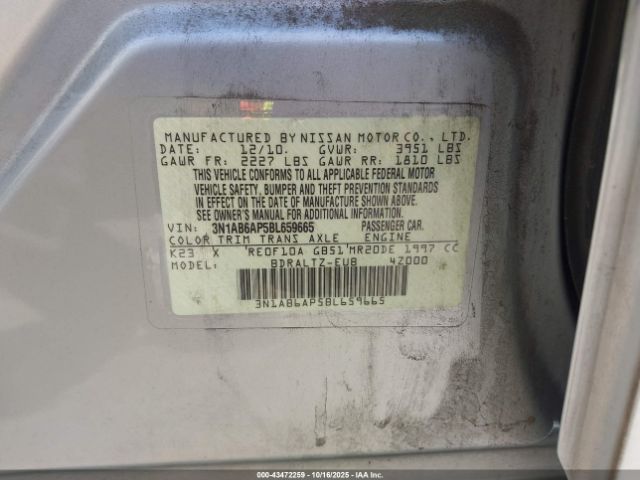 MANUFACTURED BY NISSAN MOTOR CO., LTD.
DATE: 12/10. GVWR: 3951 LBS
GAWR FR: 2227 LBS GAWR RR: 1810 LBS
THIS VEHICLE CONFORMS TO ALL APPLICABLE FEDERAL MOTOR
VEHICLE SAFETY, BUMPER AND THEFT PREVENTION STANDARDS
IN EFFECT ON THE DATE OF MANUFACTURE SHOWN ABOVE.
SEE OWNER'S MANUAL FOR ADDITIONAL INFORMATION.
VIN: 3N1AB6AP5BL659665 PASSENGER CAR.
COLOR TRIM TRANS AXLE ENGINE
K23 X RE0F10A GB51 MR20DE 1997 CC
MODEL: BDRALTZ-EUB 4Z000
3N1AB6AP5BL659665
000-43472259 | 10/16/2025 | IAAI.com